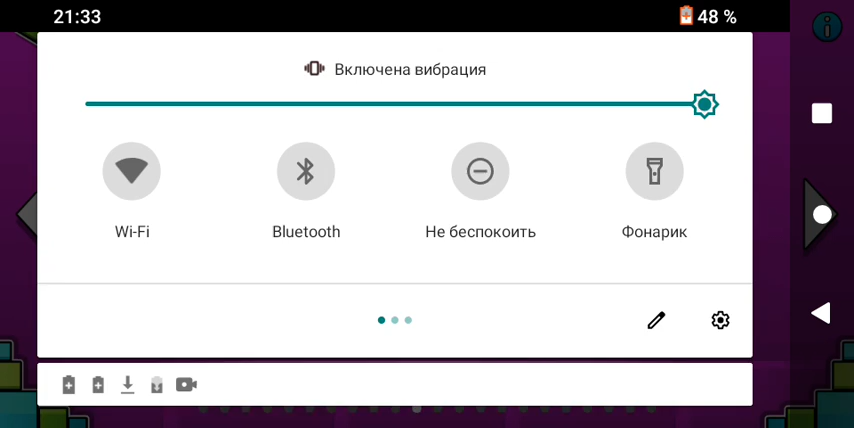 21:33
48 %
Включена вибрация
Wi-Fi
Bluetooth
Не беспокоить
Фонарик